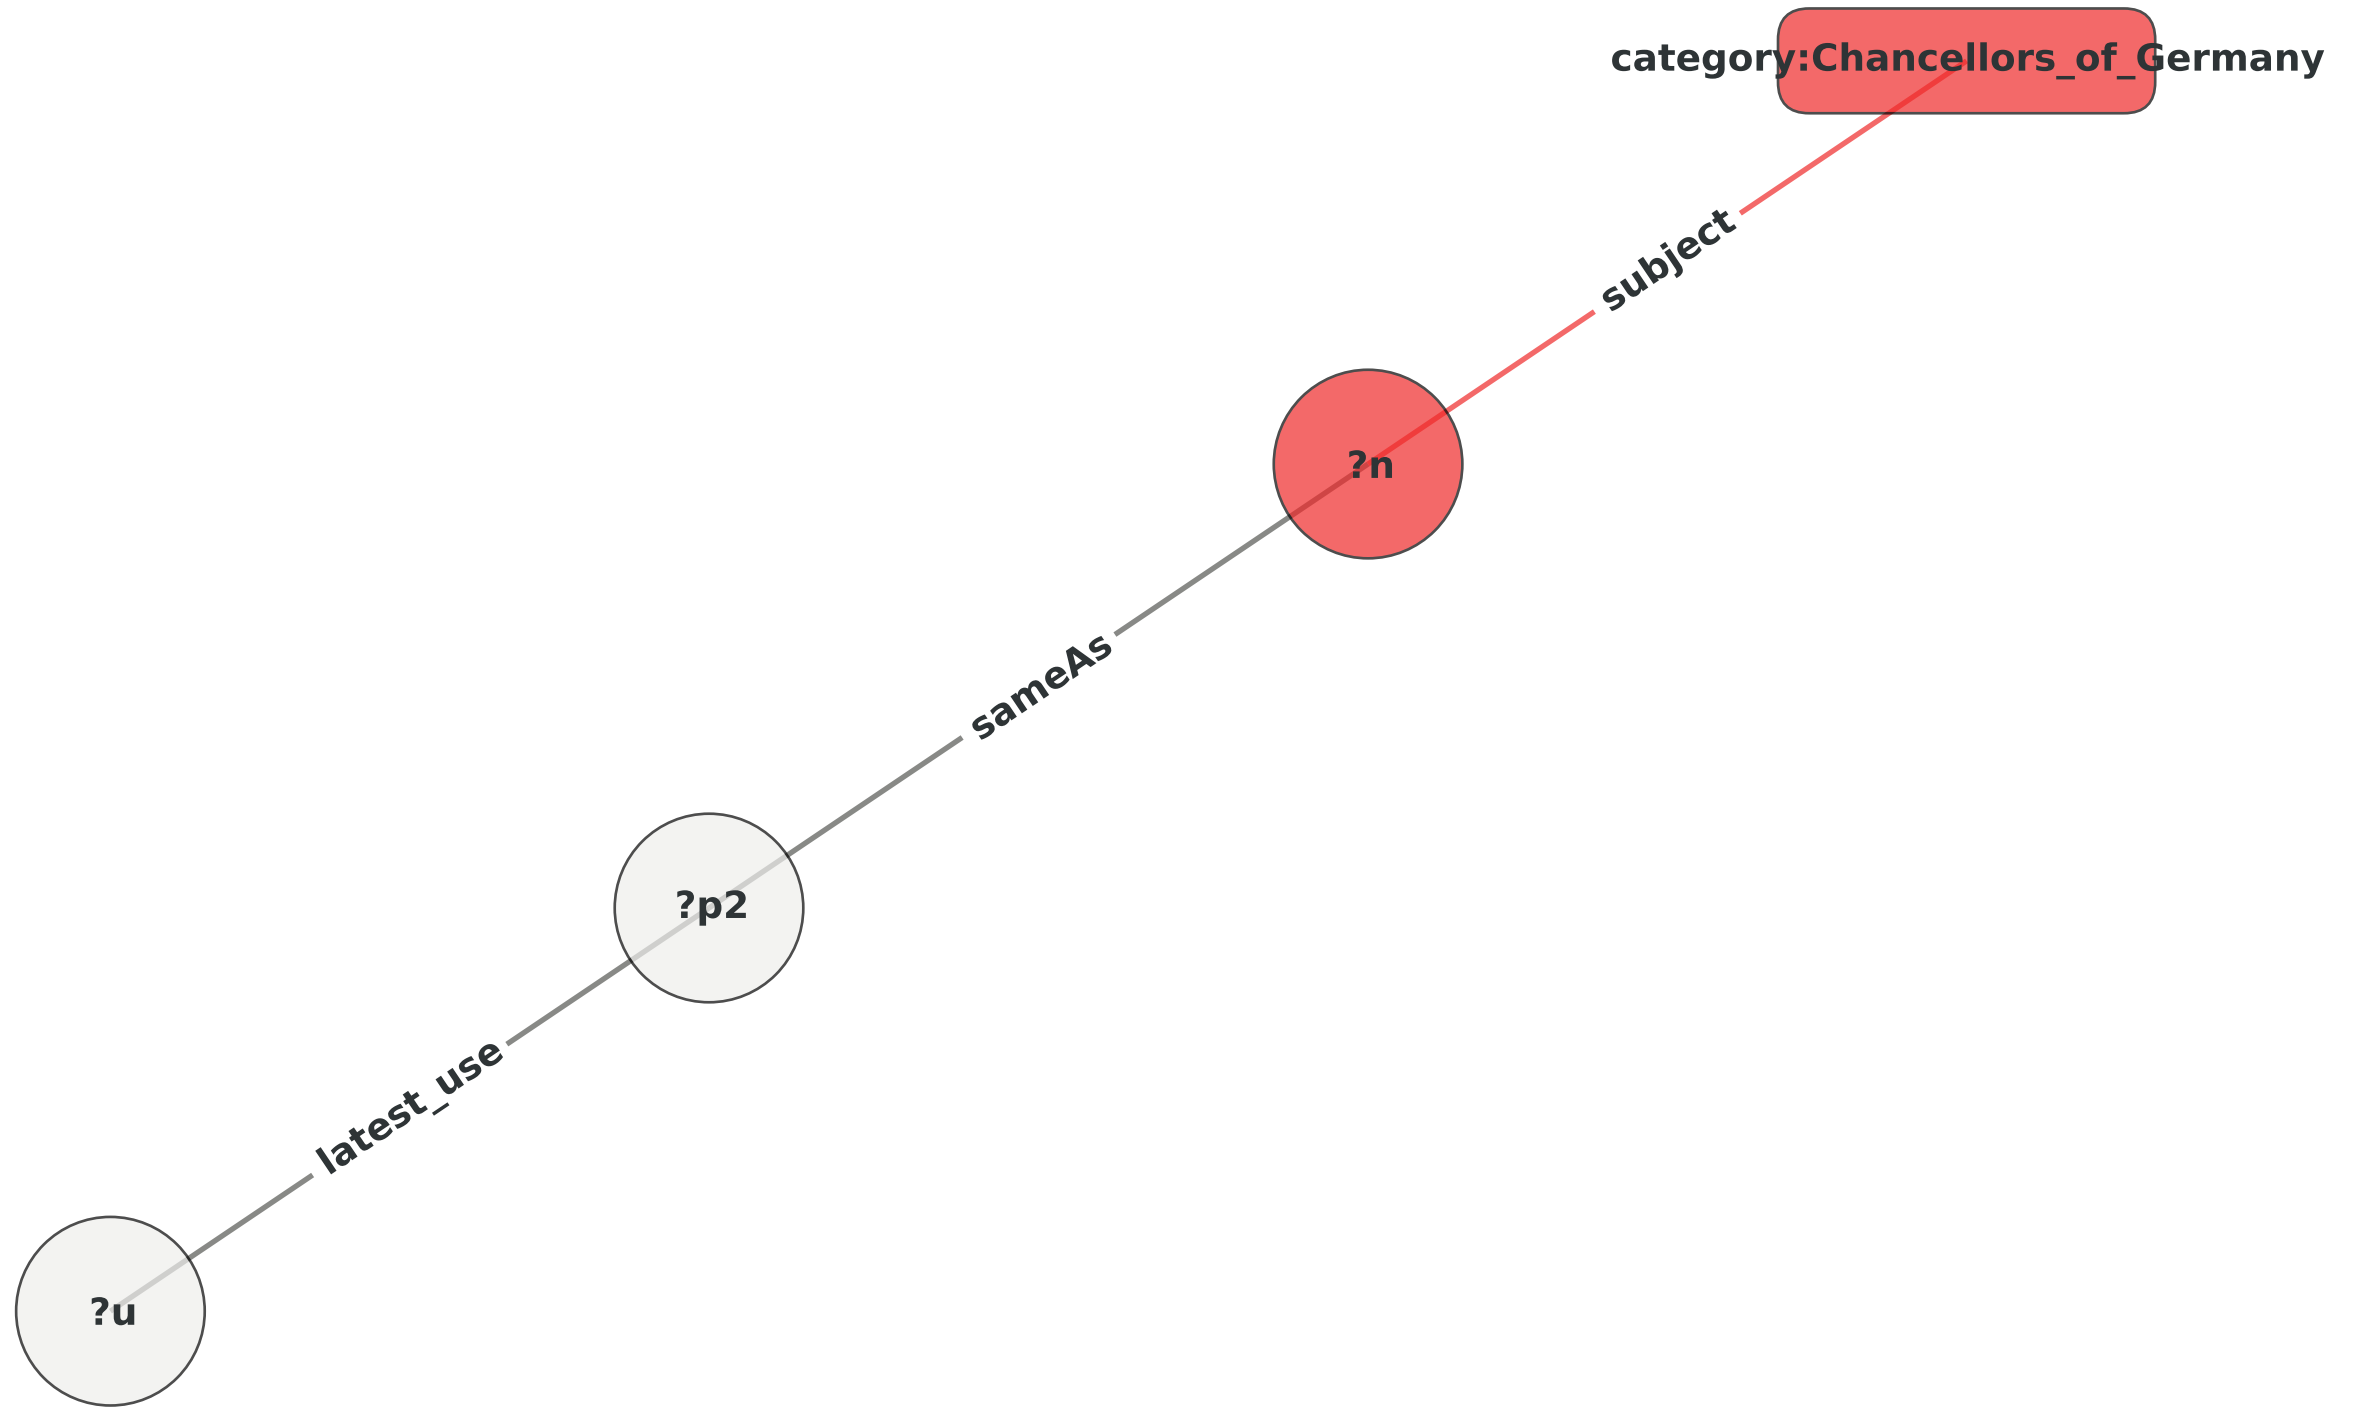 category:Chancellors_of_Germany
subject
?n
sameAs
?p2
latest_use
?u